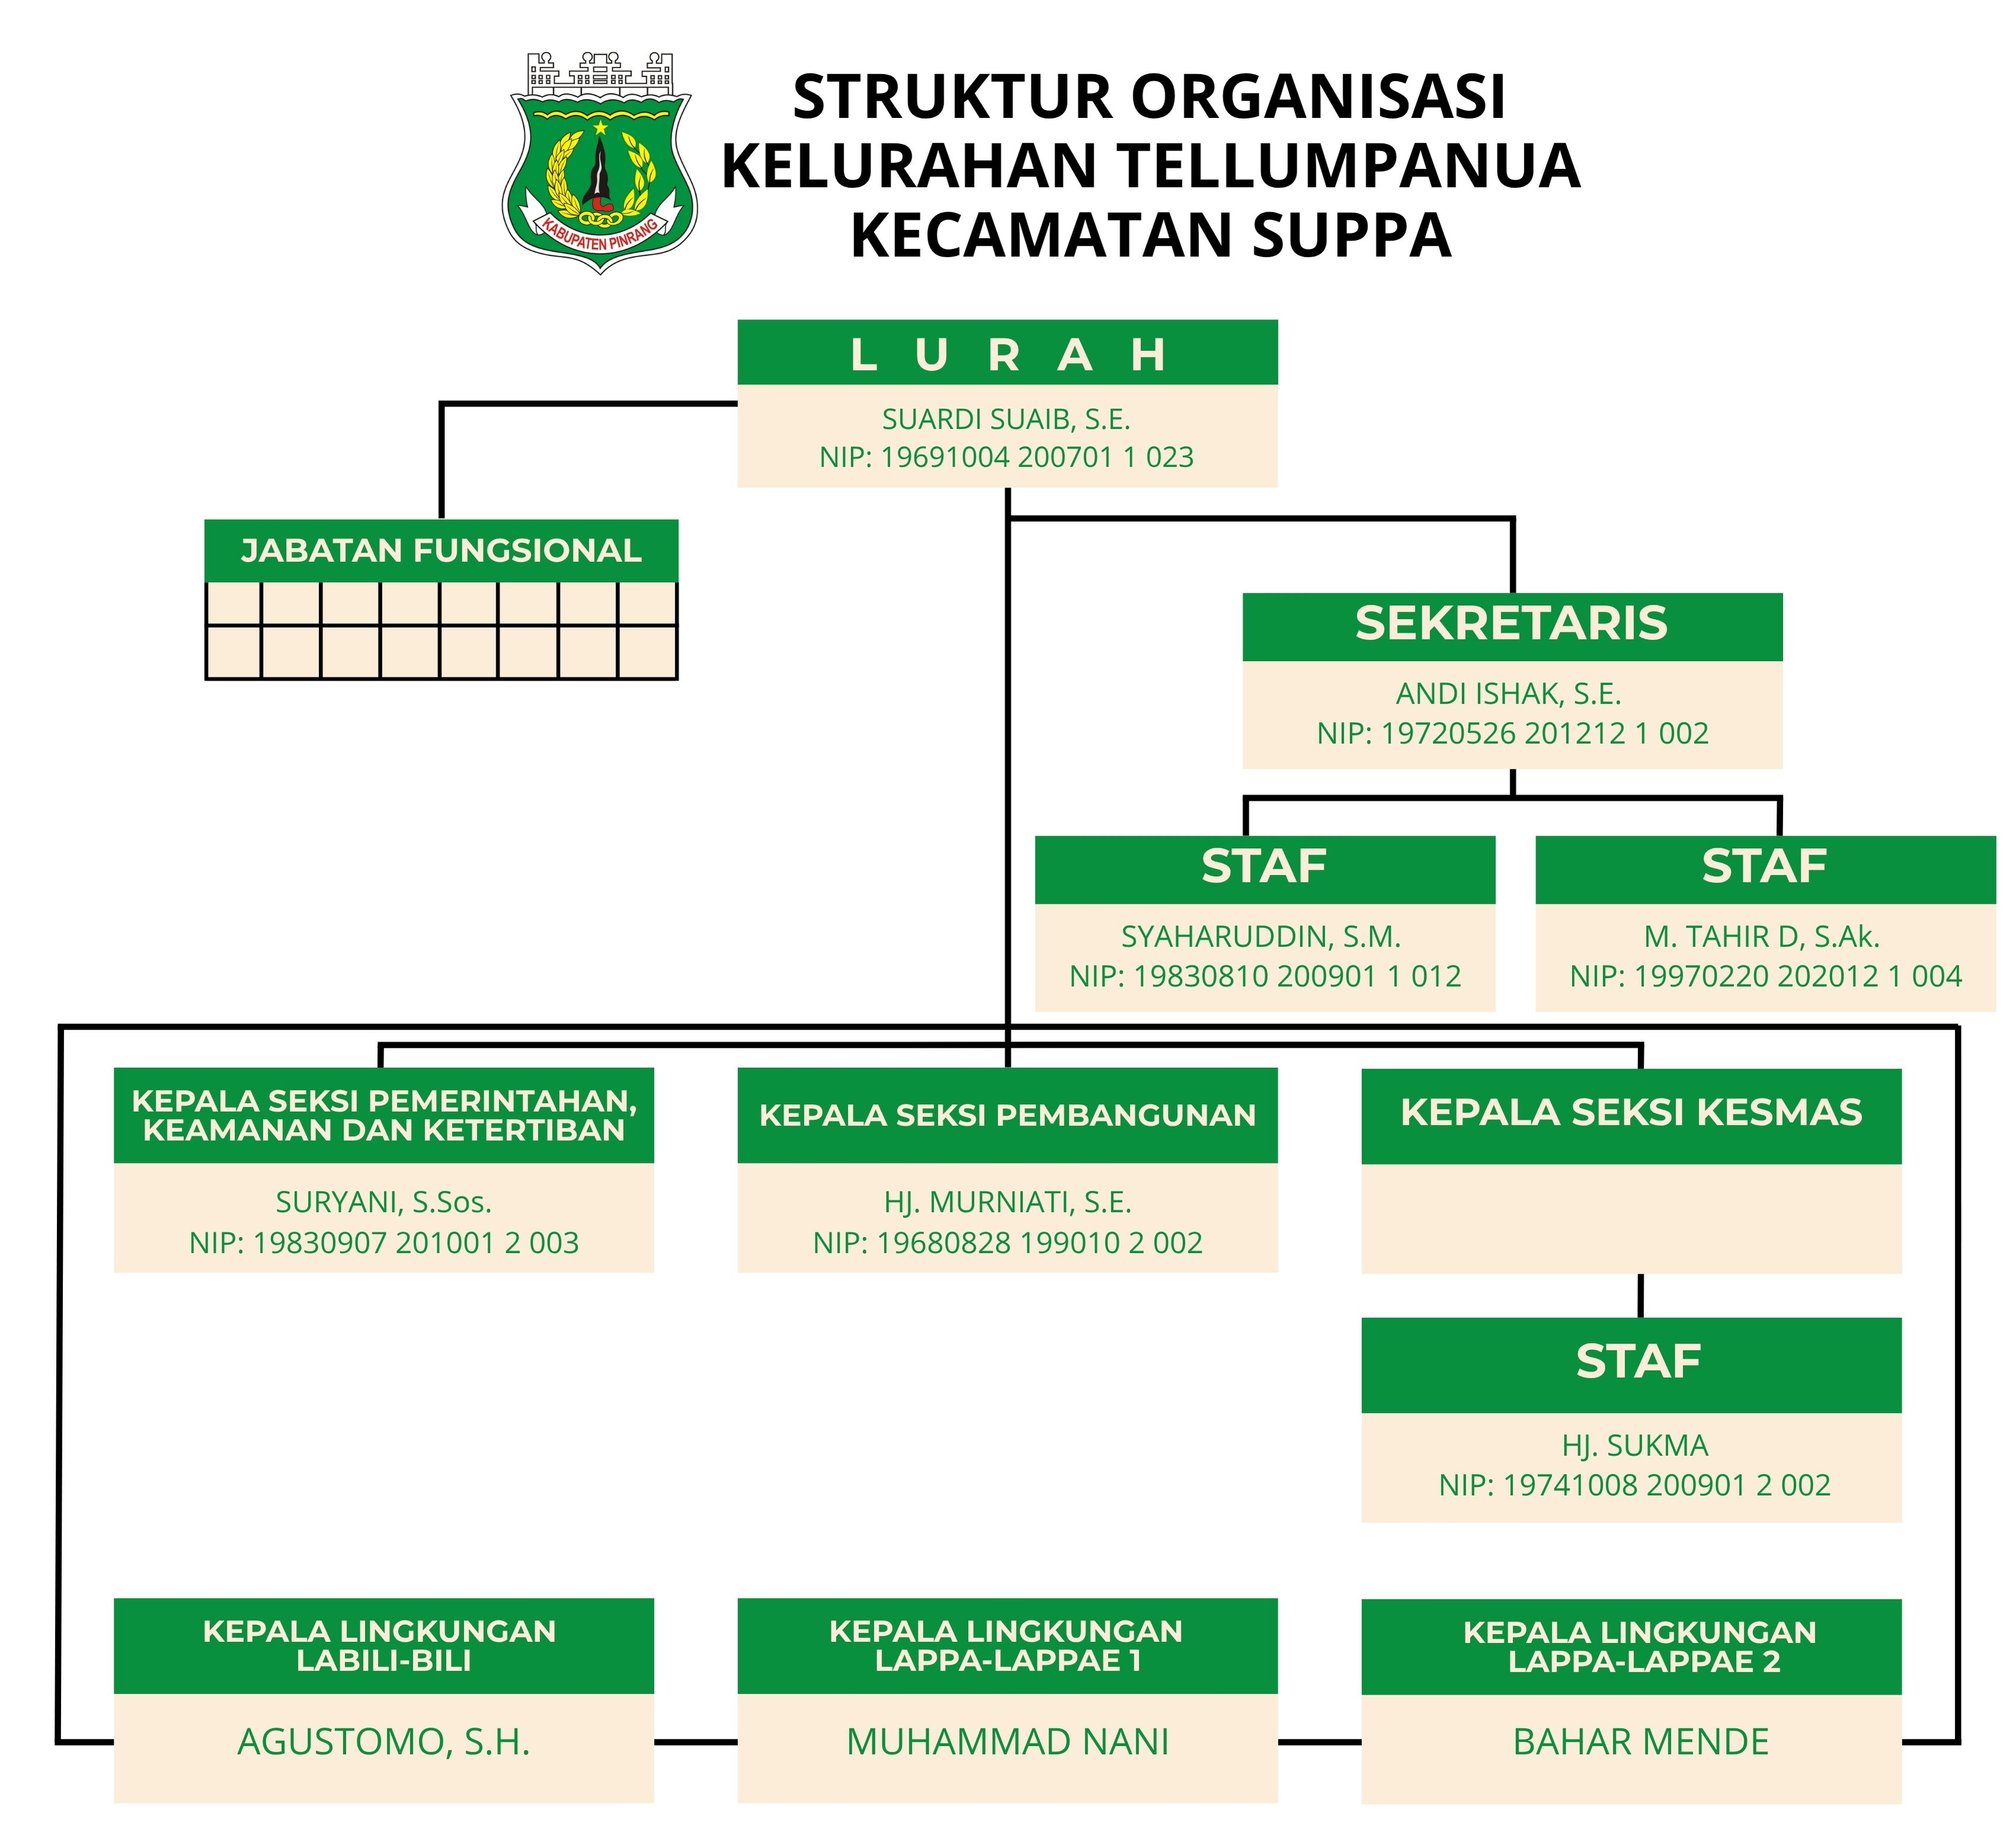 STRUKTUR ORGANISASI
KELURAHAN TELLUMPANUA
KECAMATAN SUPPA
KABUPATEN PINRANG
L U R A H
SUARDI SUAIB, S.E.
NIP: 19691004 200701 1 023
JABATAN FUNGSIONAL
SEKRETARIS
ANDI ISHAK, S.E.
NIP: 19720526 201212 1 002
STAF
SYAHARUDDIN, S.M.
NIP: 19830810 200901 1 012
STAF
M. TAHIR D, S.Ak.
NIP: 19970220 202012 1 004
KEPALA SEKSI PEMERINTAHAN,
KEAMANAN DAN KETERTIBAN
SURYANI, S.Sos.
NIP: 19830907 201001 2 003
KEPALA SEKSI PEMBANGUNAN
HJ. MURNIATI, S.E.
NIP: 19680828 199010 2 002
KEPALA SEKSI KESMAS
STAF
HJ. SUKMA
NIP: 19741008 200901 2 002
KEPALA LINGKUNGAN
LABILI-BILI
AGUSTOMO, S.H.
KEPALA LINGKUNGAN
LAPPA-LAPPAE 1
MUHAMMAD NANI
KEPALA LINGKUNGAN
LAPPA-LAPPAE 2
BAHAR MENDE